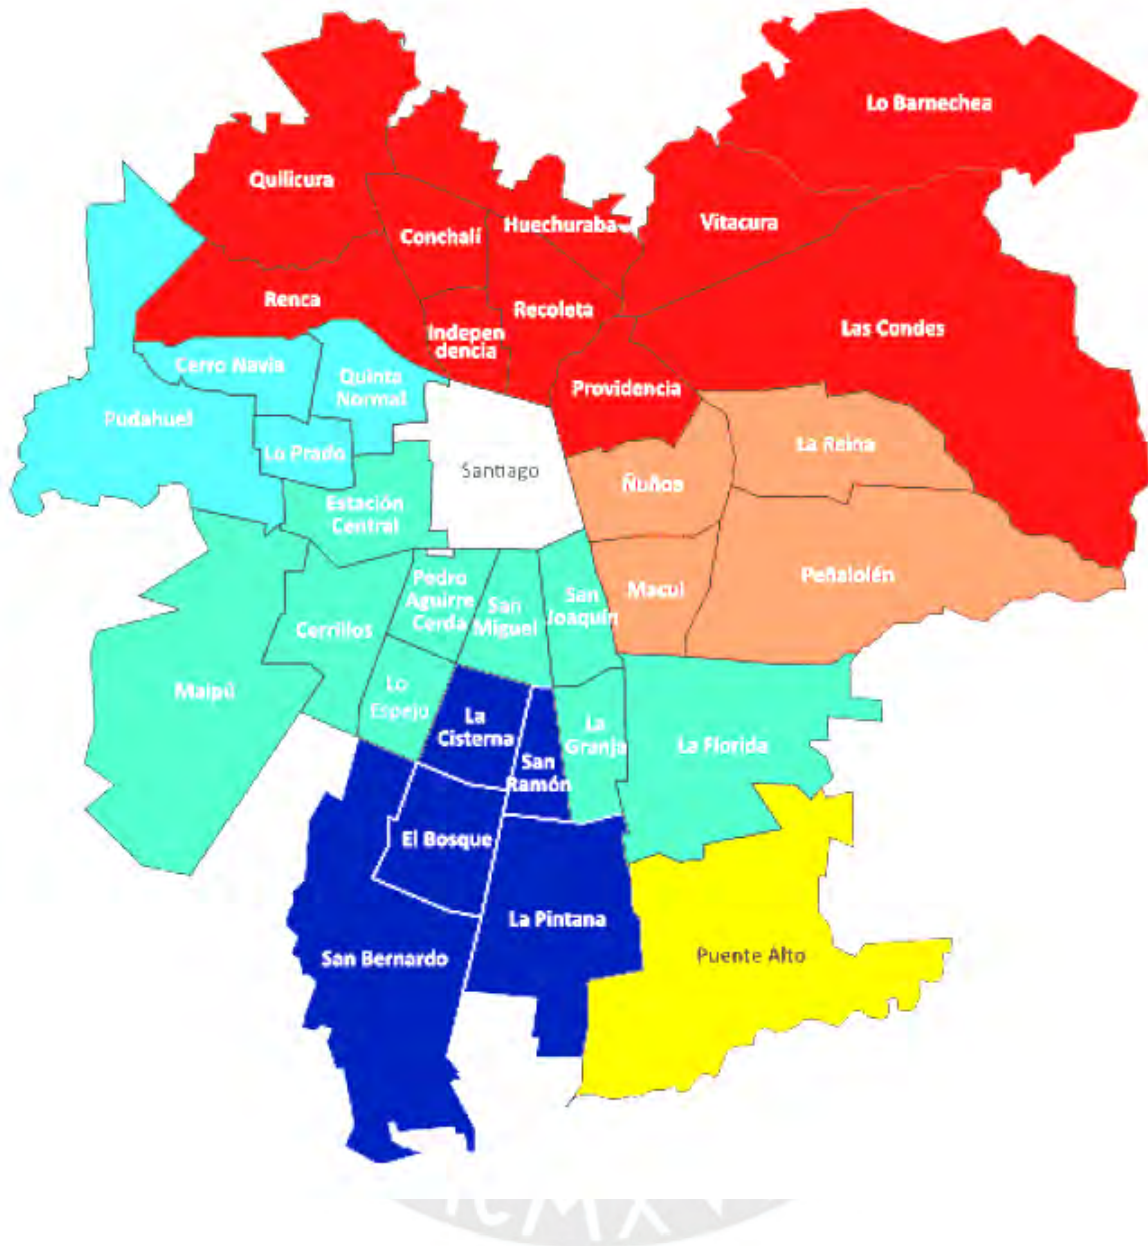 Lo Barnechea
Quilicura
Huechuraba
Vitacura
Conchalí
Renca
Recoleta
Indepen
dencia
Las Condes
Cerro Navia
Quinta
Normal
Providencia
Pudahuel
Lo Prado
Santiago
La Reina
Ñuñoa
Estación
Central
Pedro
Aguirre
Cerda
San
Miguel
San
Joaquín
Macul
Peñalolén
Cerrillos
Maipú
Lo
Espejo
La
Cisterna
San
Ramón
La
Granja
La Florida
El Bosque
La Pintana
San Bernardo
Puente Alto